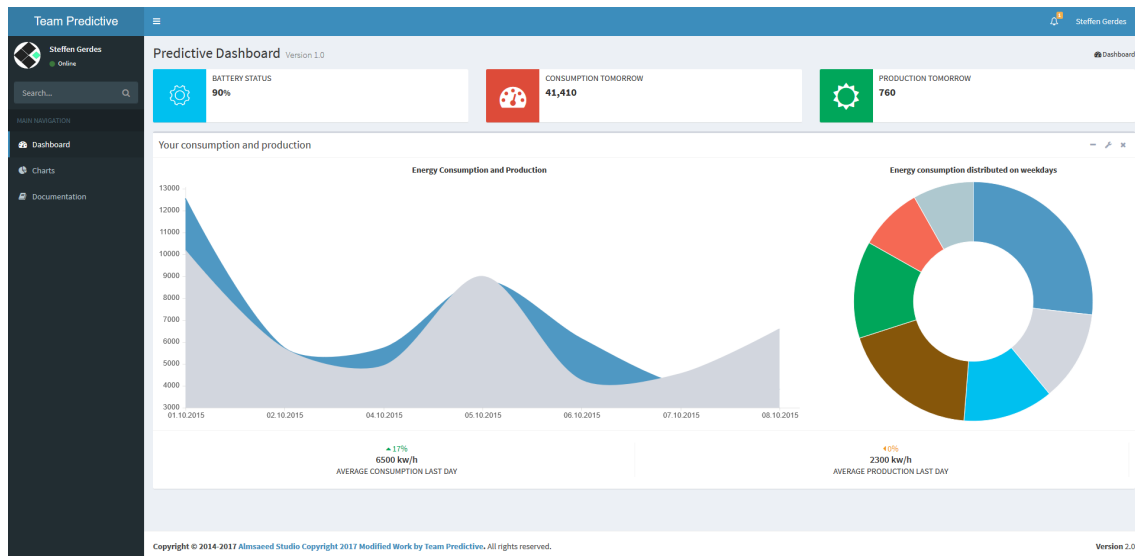 Team Predictive
1
Steffen Gerdes
Steffen Gerdes
Online
Search...
MAIN NAVIGATION
Dashboard
Charts
Documentation
Predictive Dashboard Version 1.0
Dashboard
BATTERY STATUS
90%
CONSUMPTION TOMORROW
41,410
PRODUCTION TOMORROW
760
Your consumption and production
Energy Consumption and Production
13000
12000
11000
10000
9000
8000
7000
6000
5000
4000
3000
01.10.2015 02.10.2015 04.10.2015 05.10.2015 06.10.2015 07.10.2015 08.10.2015
Energy consumption distributed on weekdays
17%
6500 kw/h
AVERAGE CONSUMPTION LAST DAY
0%
2300 kw/h
AVERAGE PRODUCTION LAST DAY
Copyright © 2014-2017 Almsaeed Studio Copyright 2017 Modified Work by Team Predictive. All rights reserved.
Version 2.0